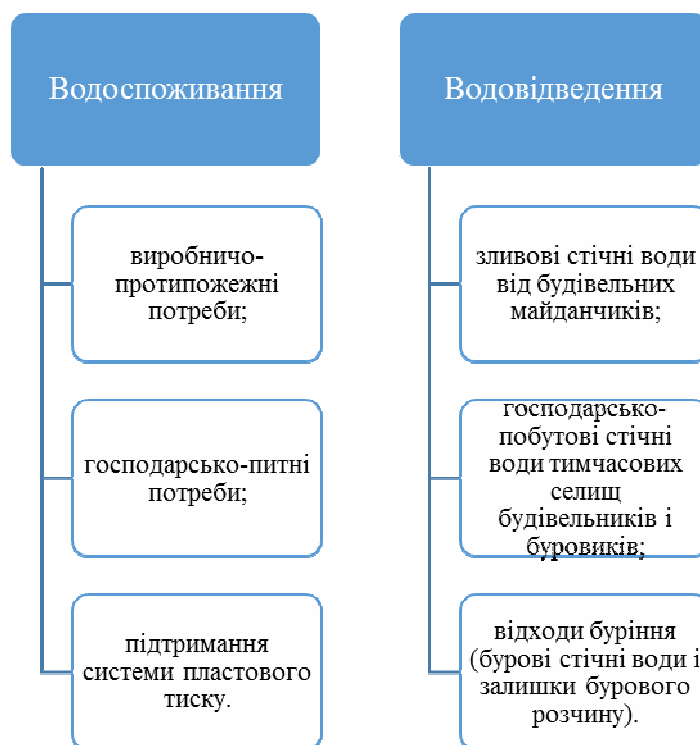 Водоспоживання
виробничо-
протипожежні
потреби;
господарсько-питні
потреби;
підтримання
системи пластового
тиску.
Водовідведення
зливові стічні води
від будівельних
майданчиків;
господарсько-
побутові стічні
води тимчасових
селищ
будівельників і
буровиків;
відходи буріння
(бурові стічні води і
залишки бурового
розчину).